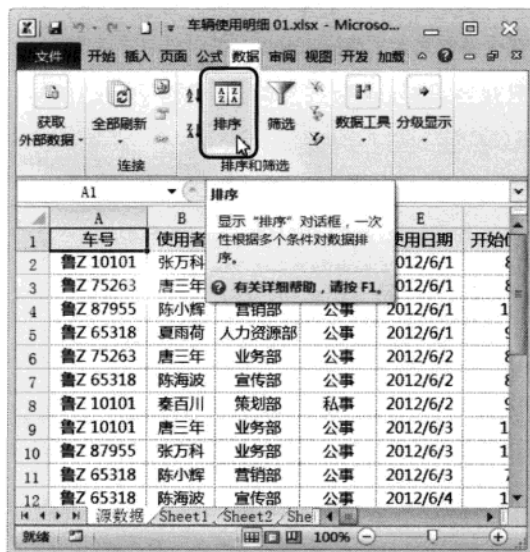 车辆使用明细 01.xlsx - Microso...
文件 开始 插入 页面 公式 数据 审阅 视图 开发 加载
获取
外部数据
全部刷新
排序
筛选
数据工具
分级显示
连接
排序和筛选
A1
排序
显示“排序”对话框，一次
性根据多个条件对数据排
序。
有关详细帮助，请按 F1。
A B E
1 车号 使用者 使用日期
2 鲁Z 10101 张万科 012/6/1
3 鲁Z 75263 唐三年 012/6/1
4 鲁Z 87955 陈小辉 营销部 公事 2012/6/1
5 鲁Z 65318 夏雨荷 人力资源部 公事 2012/6/1
6 鲁Z 75263 唐三年 业务部 公事 2012/6/2
7 鲁Z 65318 陈海波 宣传部 公事 2012/6/2
8 鲁Z 10101 秦百川 策划部 私事 2012/6/2
9 鲁Z 10101 唐三年 业务部 公事 2012/6/3
10 鲁Z 87955 张万科 业务部 公事 2012/6/3
11 鲁Z 65318 陈小辉 营销部 公事 2012/6/3
12 鲁Z 65318 陈海波 宣传部 公事 2012/6/4
源数据 Sheet1 Sheet2 She
就绪 100%